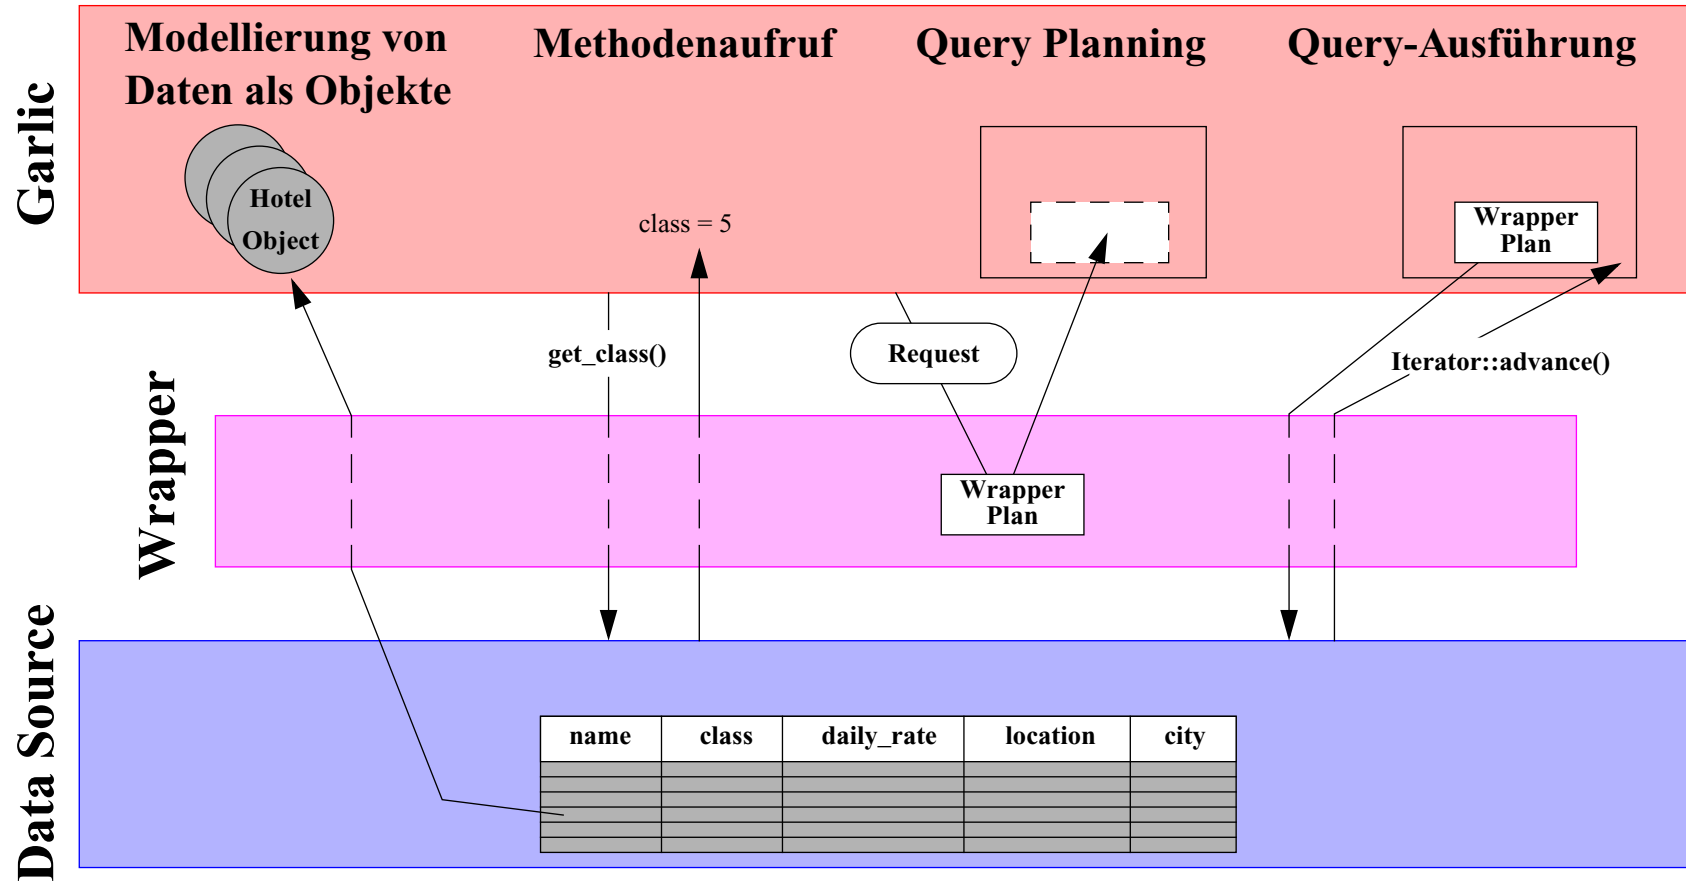 Modellierung von
Daten als Objekte
Methodenaufruf
Query Planning
Query-Ausführung
Garlic
Hotel
Object
class = 5
Wrapper
Plan
get_class()
Request
Iterator::advance()
Wrapper
Wrapper
Plan
Data Source
name class daily_rate location city